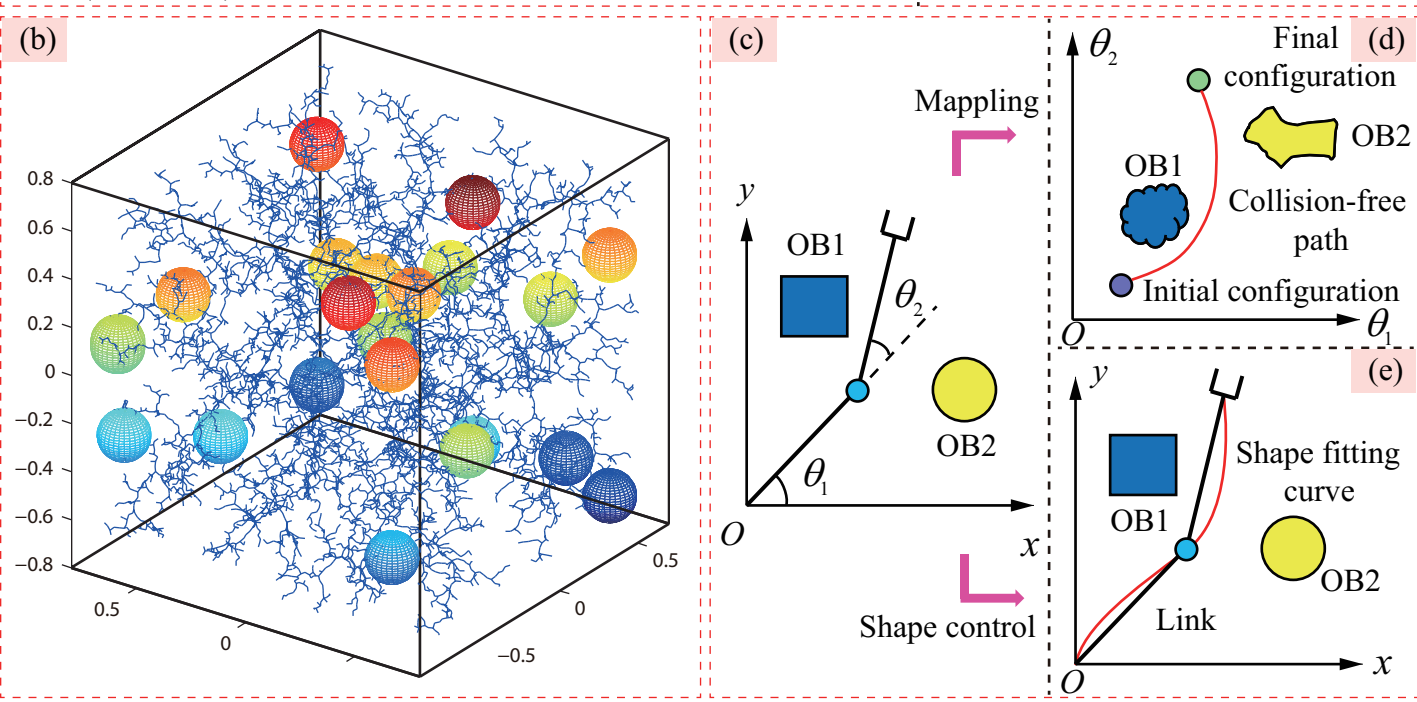 (b)
0.8
0.6
0.4
0.2
0
−0.2
−0.4
−0.6
−0.8
0.5
0
−0.5
0
0.5
(c)
Mappling
y
OB1
θ2
OB2
θ1
O
x
Shape control
(d)
θ2
Final
configuration
OB2
OB1
Collision-free
path
Initial configuration
O
θ1
(e)
y
Shape fitting
curve
OB1
OB2
Link
O
x